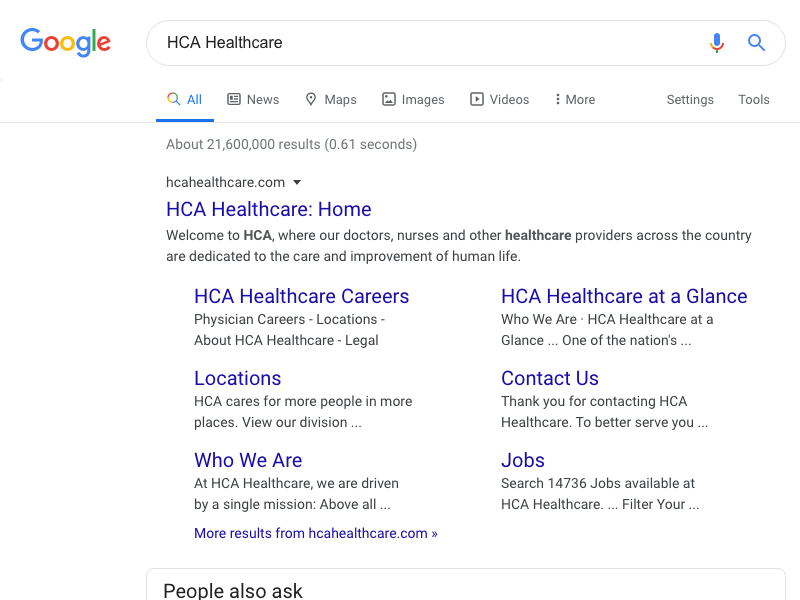 Google
HCA Healthcare
All News Maps Images Videos More Settings Tools
About 21,600,000 results (0.61 seconds)
hcahealthcare.com
HCA Healthcare: Home
Welcome to HCA, where our doctors, nurses and other healthcare providers across the country
are dedicated to the care and improvement of human life.
HCA Healthcare Careers
Physician Careers - Locations -
About HCA Healthcare - Legal
HCA Healthcare at a Glance
Who We Are · HCA Healthcare at a
Glance ... One of the nation's ...
Locations
HCA cares for more people in more
places. View our division ...
Contact Us
Thank you for contacting HCA
Healthcare. To better serve you ...
Who We Are
At HCA Healthcare, we are driven
by a single mission: Above all ...
Jobs
Search 14736 Jobs available at
HCA Healthcare. ... Filter Your ...
More results from hcahealthcare.com »
People also ask